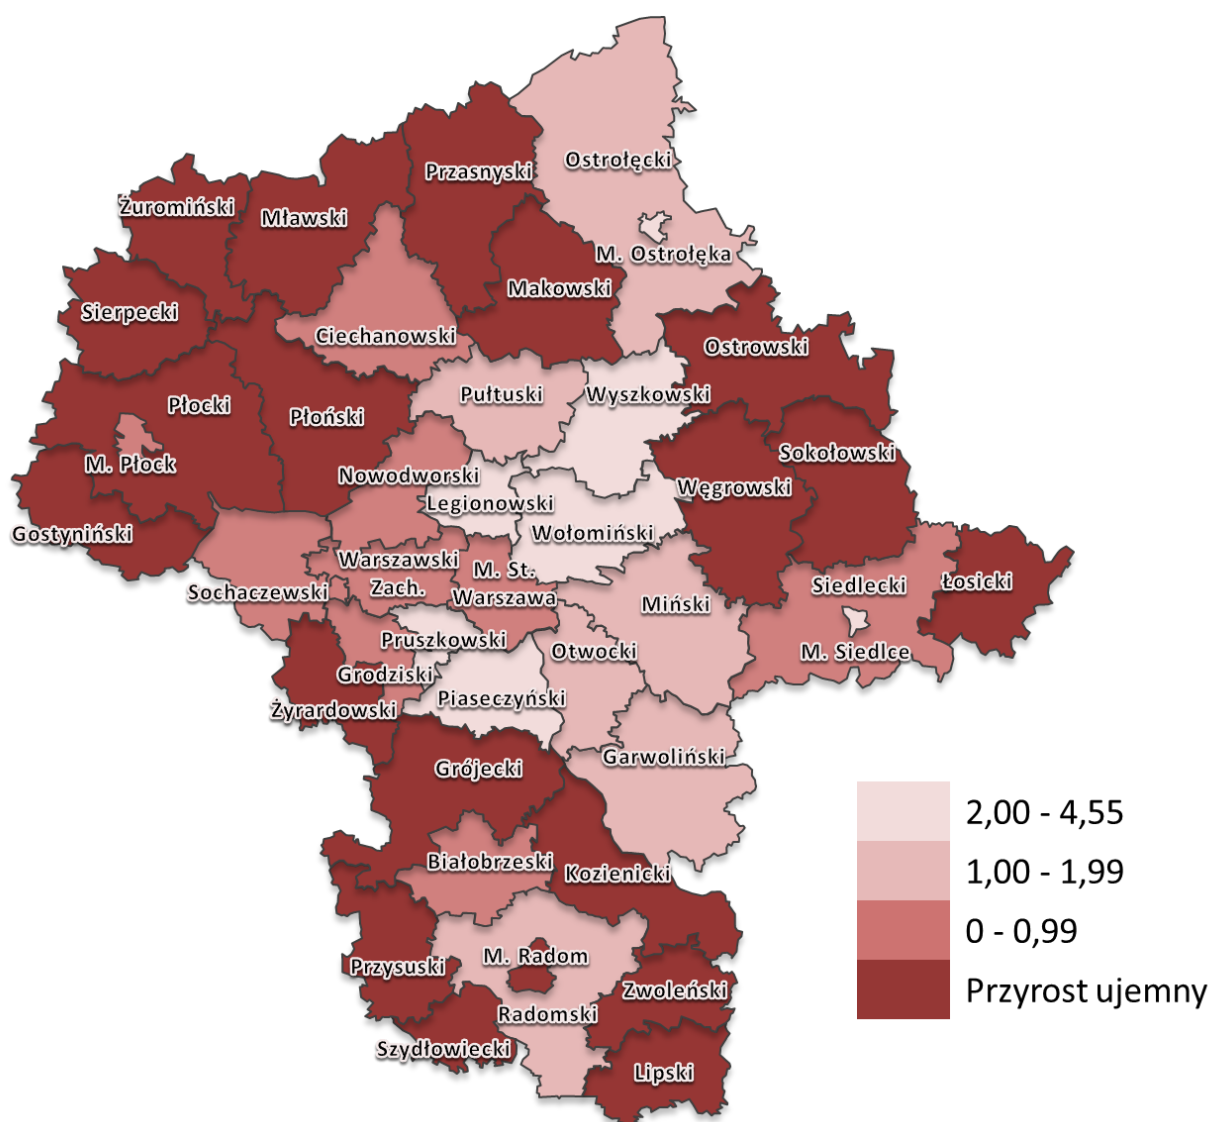 Ostrołęcki
Przasnyski
Żuromiński
Mławski
M. Ostrołęka
Makowski
Sierpecki
Ciechanowski
Ostrowski
Pułtuski
Wyszkowski
Płocki
Płoński
Sokołowski
M. Płock
Nowodworski
Węgrowski
Legionowski
Gostyniński
Wołomiński
Warszawski
Zach.
M. St.
Warszawa
Sochaczewski
Siedlecki
Łosicki
Miński
Pruszkowski
Otwocki
M. Siedlce
Grodziski
Piaseczyński
Żyrardowski
Garwoliński
Grójecki
Białobrzeski
Kozienicki
M. Radom
Przysuski
Zwoleński
Radomski
Szydłowiecki
Lipski
2,00 - 4,55
1,00 - 1,99
0 - 0,99
Przyrost ujemny